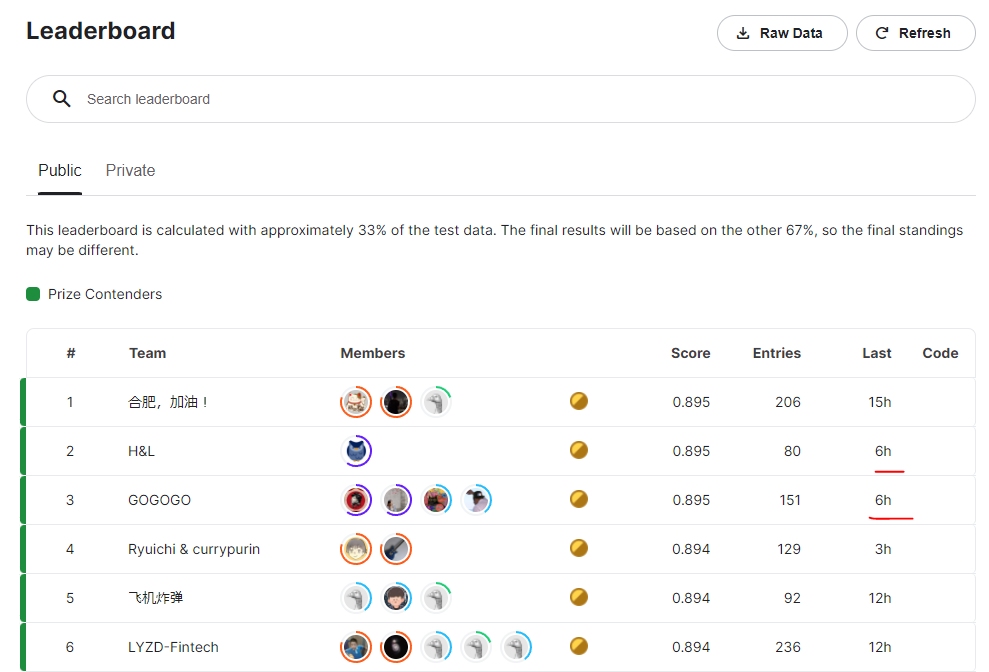 Leaderboard
Raw Data
Refresh
Search leaderboard
Public Private
This leaderboard is calculated with approximately 33% of the test data. The final results will be based on the other 67%, so the final standings
may be different.
Prize Contenders
# Team Members Score Entries Last Code
1 合肥，加油！ 0.895 206 15h
2 H&L 0.895 80 6h
3 GOGOGO 0.895 151 6h
4 Ryuichi & currypurin 0.894 129 3h
5 飞机炸弹 0.894 92 12h
6 LYZD-Fintech 0.894 236 12h